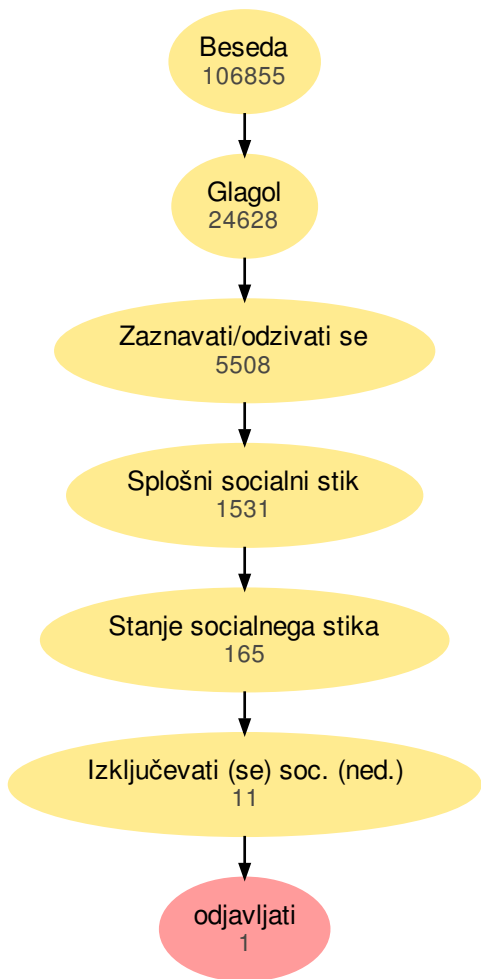 Beseda
106855
Glagol
24628
Zaznavati/odzivati se
5508
Splošni socialni stik
1531
Stanje socialnega stika
165
Izključevati (se) soc. (ned.)
11
odjavljati
1